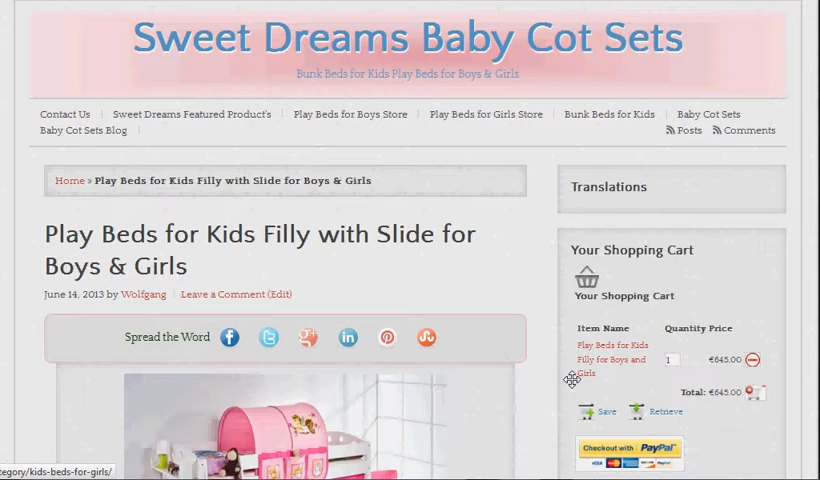 Sweet Dreams Baby Cot Sets
Bunk Beds for Kids Play Beds for Boys & Girls
Contact Us
Sweet Dreams Featured Product's
Play Beds for Boys Store
Play Beds for Girls Store
Bunk Beds for Kids
Baby Cot Sets
Baby Cot Sets Blog
Posts
Comments
Home » Play Beds for Kids Filly with Slide for Boys & Girls
Play Beds for Kids Filly with Slide for
Boys & Girls
June 14, 2013 by Wolfgang
Leave a Comment (Edit)
Spread the Word
Translations
Your Shopping Cart
Your Shopping Cart
Item Name Quantity Price
Play Beds for Kids
Filly for Boys and
Girls
1
€645.00
Total: €645.00
Save
Retrieve
Checkout with PayPal
tegory/kids-beds-for-girls/